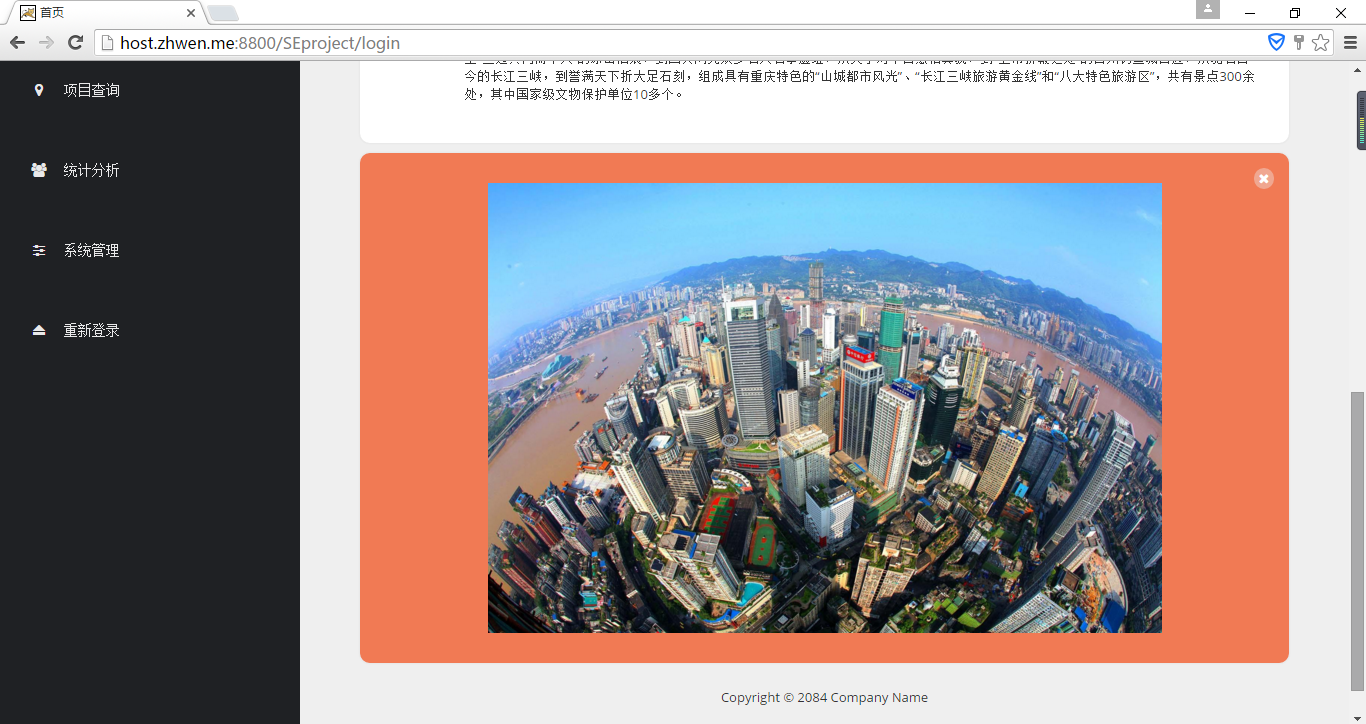 首页
host.zhwen.me:8800/SEproject/login
项目查询
统计分析
系统管理
重新登录
今的长江三峡，到誉满天下折大足石刻，组成具有重庆特色的“山城都市风光”、“长江三峡旅游黄金线”和“八大特色旅游区”，共有景点300余
处，其中国家级文物保护单位10多个。
Copyright © 2084 Company Name